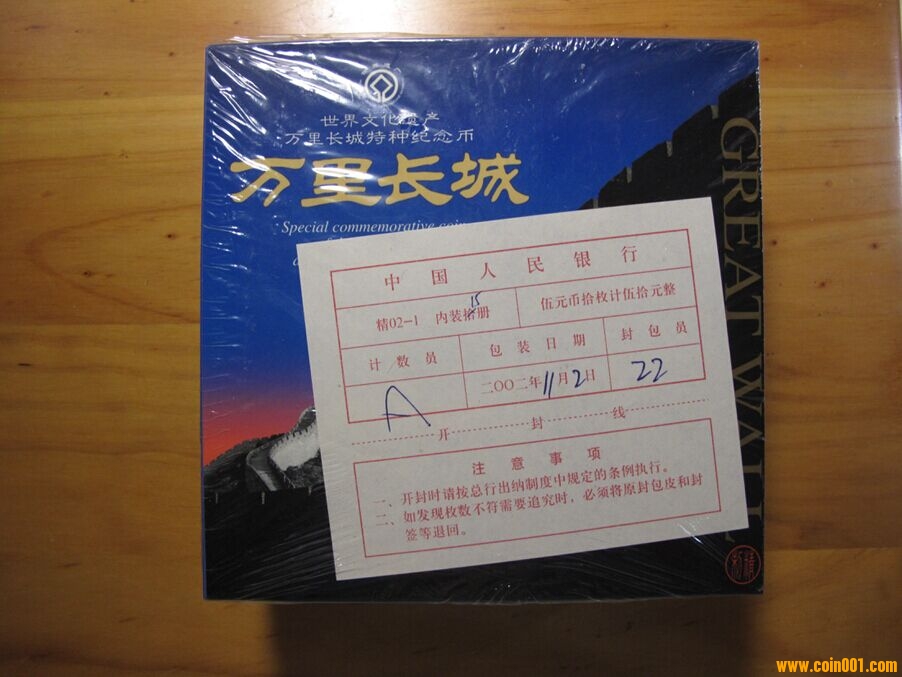 世界文化遗产
万里长城特种纪念币
万里长城
Special commemorative
GREAT WALL
中国人民银行
精02-1 内装拾册 15
伍元币拾枚计伍拾元整
计数员 包装日期 封包员
A 二〇〇二年11月2日 22
开封线
注意事项
一、开封时请按总行出纳制度中规定的条例执行。
二、如发现枚数不符需要追究时，必须将原封包皮和封
签等退回。
www.coin001.com